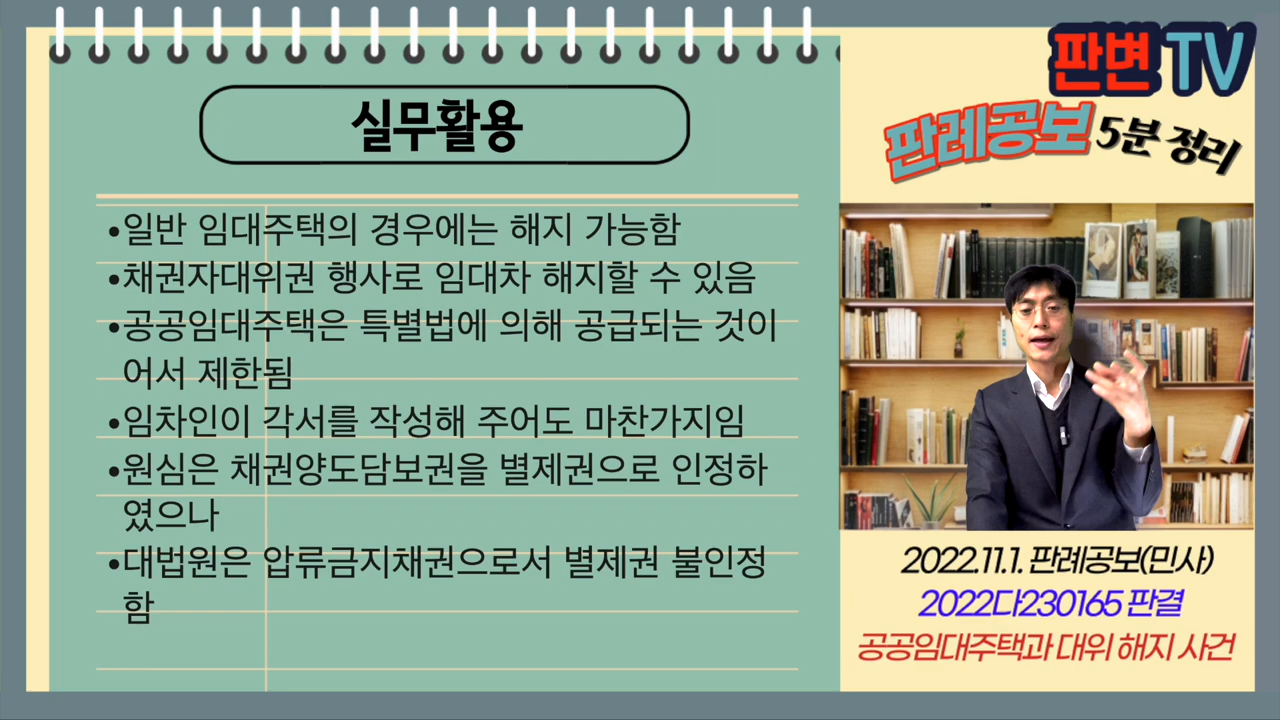 실무활용
•일반 임대주택의 경우에는 해지 가능함
•채권자대위권 행사로 임대차 해지할 수 있음
•공공임대주택은 특별법에 의해 공급되는 것이
어서 제한됨
•임차인이 각서를 작성해 주어도 마찬가지임
•원심은 채권양도담보권을 별제권으로 인정하
였으나
•대법원은 압류금지채권으로서 별제권 불인정
함
판변 TV
판례공보 5분 정리
2022.11.1. 판례공보(민사)
2022다230165 판결
공공임대주택과 대위 해지 사건